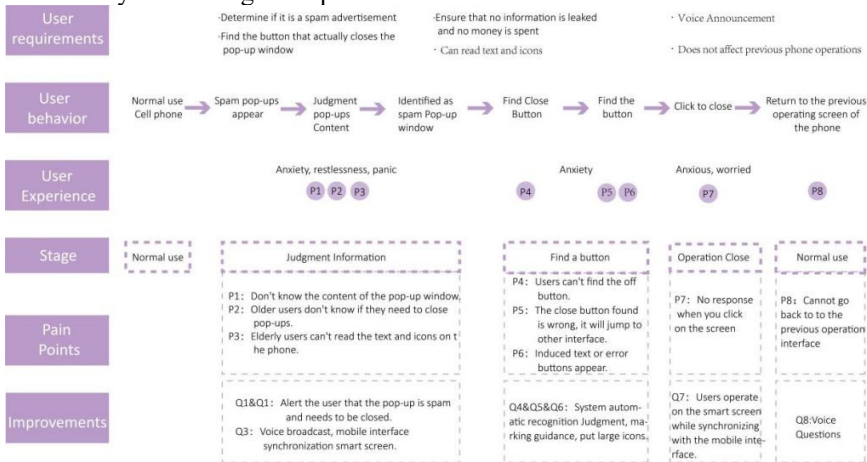 User
requirements
·Determine if it is a spam advertisement
·Find the button that actually closes the
pop-up window
·Ensure that no information is leaked
and no money is spent
· Can read text and icons
· Voice Announcement
· Does not affect previous phone operations
User
behavior
Normal use
Cell phone
Spam pop-ups
appear
Judgment
pop-ups
Content
Identified as
spam Pop-up
window
Find Close
Button
Find the
button
Click to close
Return to the previous
operating screen of
the phone
User
Experience
Anxiety, restlessness, panic
P1 P2 P3
Anxiety
P4 P5 P6
Anxious, worried
P7
P8
Stage
Normal use
Judgment Information
Find a button
Operation Close
Normal use
Pain
Points
P1: Don't know the content of the pop-up window.
P2: Older users don't know if they need to close
pop-ups.
P3: Elderly users can't read the text and icons on t
he phone.
P4: Users can't find the off
button.
P5: The close button found
is wrong, it will jump to
other interface.
P6: Induced text or error
buttons appear.
P7: No response
when you click
on the screen
P8: Cannot go
back to to the
previous operation
interface
Improvements
Q1&Q1: Alert the user that the pop-up is spam
and needs to be closed.
Q3: Voice broadcast, mobile interface
synchronization smart screen.
Q4&Q5&Q6: System autom-
atic recognition Judgment, ma-
rking guidance, put large icons.
Q7: Users operate
on the smart screen
while synchronizing
with the mobile inte-
rface.
Q8:Voice
Questions